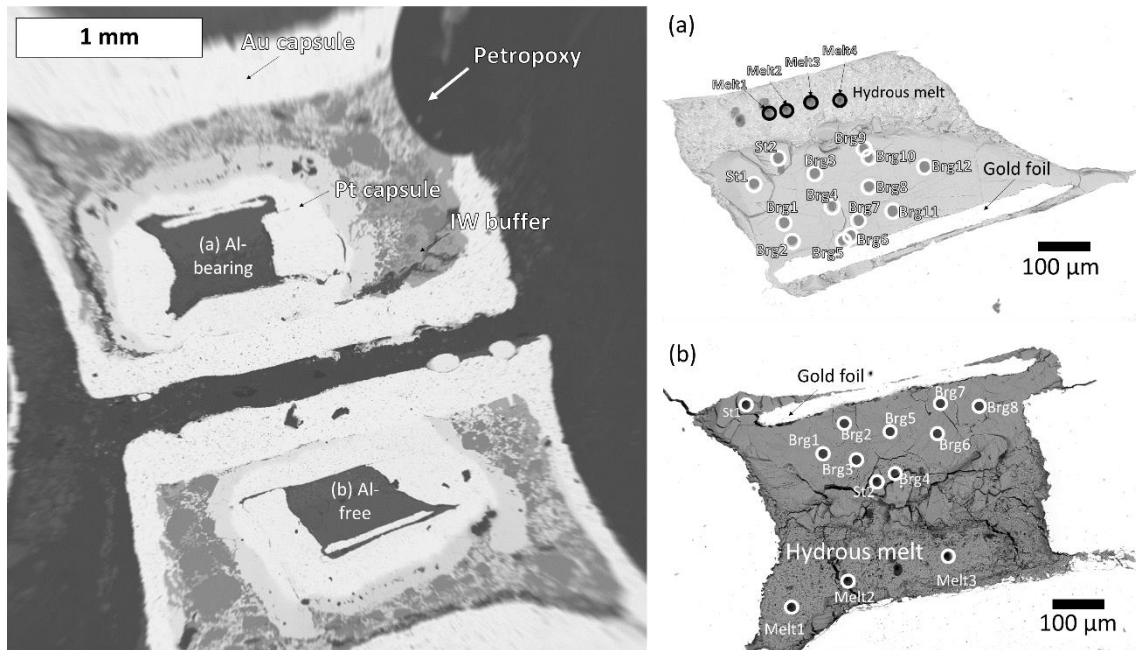 1 mm
Au capsule
Petropoxy
Pt capsule
IW buffer
(a) Al-
bearing
(b) Al-
free
(a)
Melt1
Melt2
Melt3
Melt4
Hydrous melt
St2
St1
Brg3
Brg9
Brg10
Brg12
Gold foil
Brg4
Brg8
Brg1
Brg7
Brg11
Brg2
Brg5
Brg6
100 µm
(b)
Gold foil
St1
Brg7
Brg8
Brg2
Brg5
Brg1
Brg6
Brg3
St2
Brg4
Hydrous melt
Melt3
Melt2
Melt1
100 µm